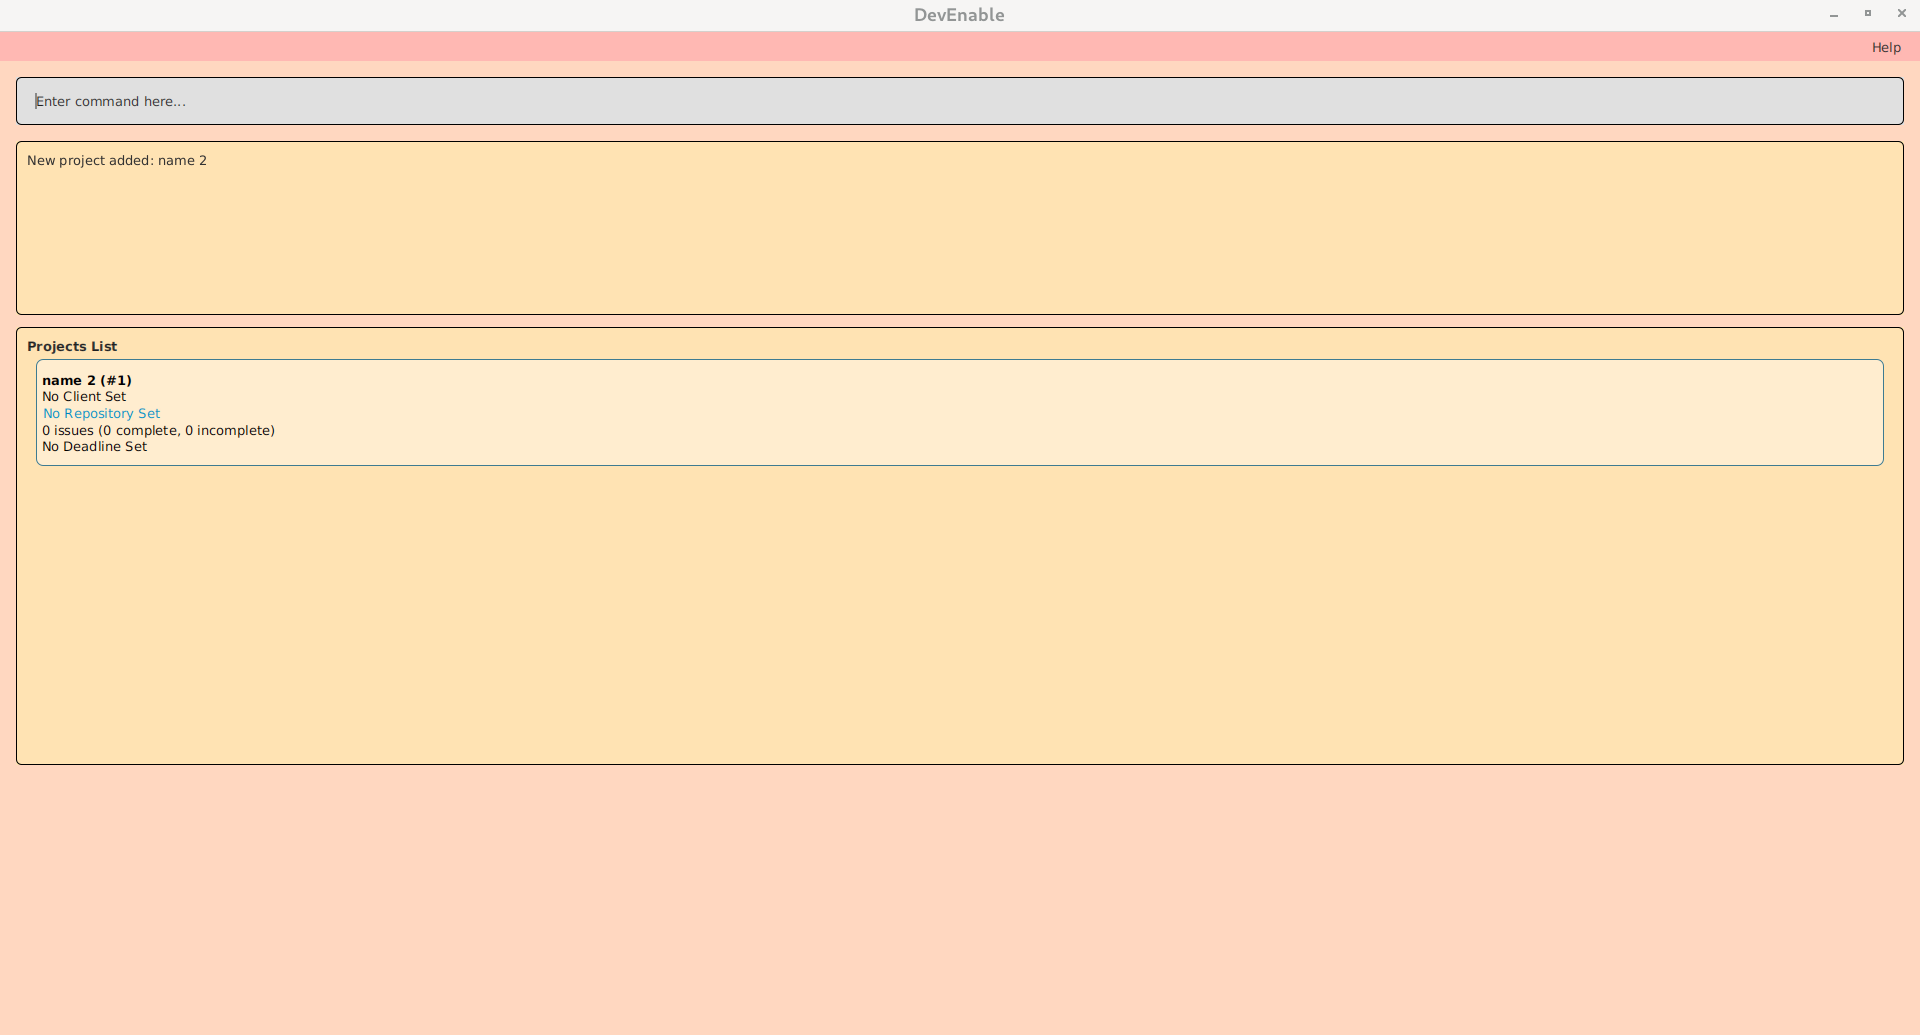 DevEnable
Help
Enter command here...
New project added: name 2
Projects List
name 2 (#1)
No Client Set
No Repository Set
0 issues (0 complete, 0 incomplete)
No Deadline Set